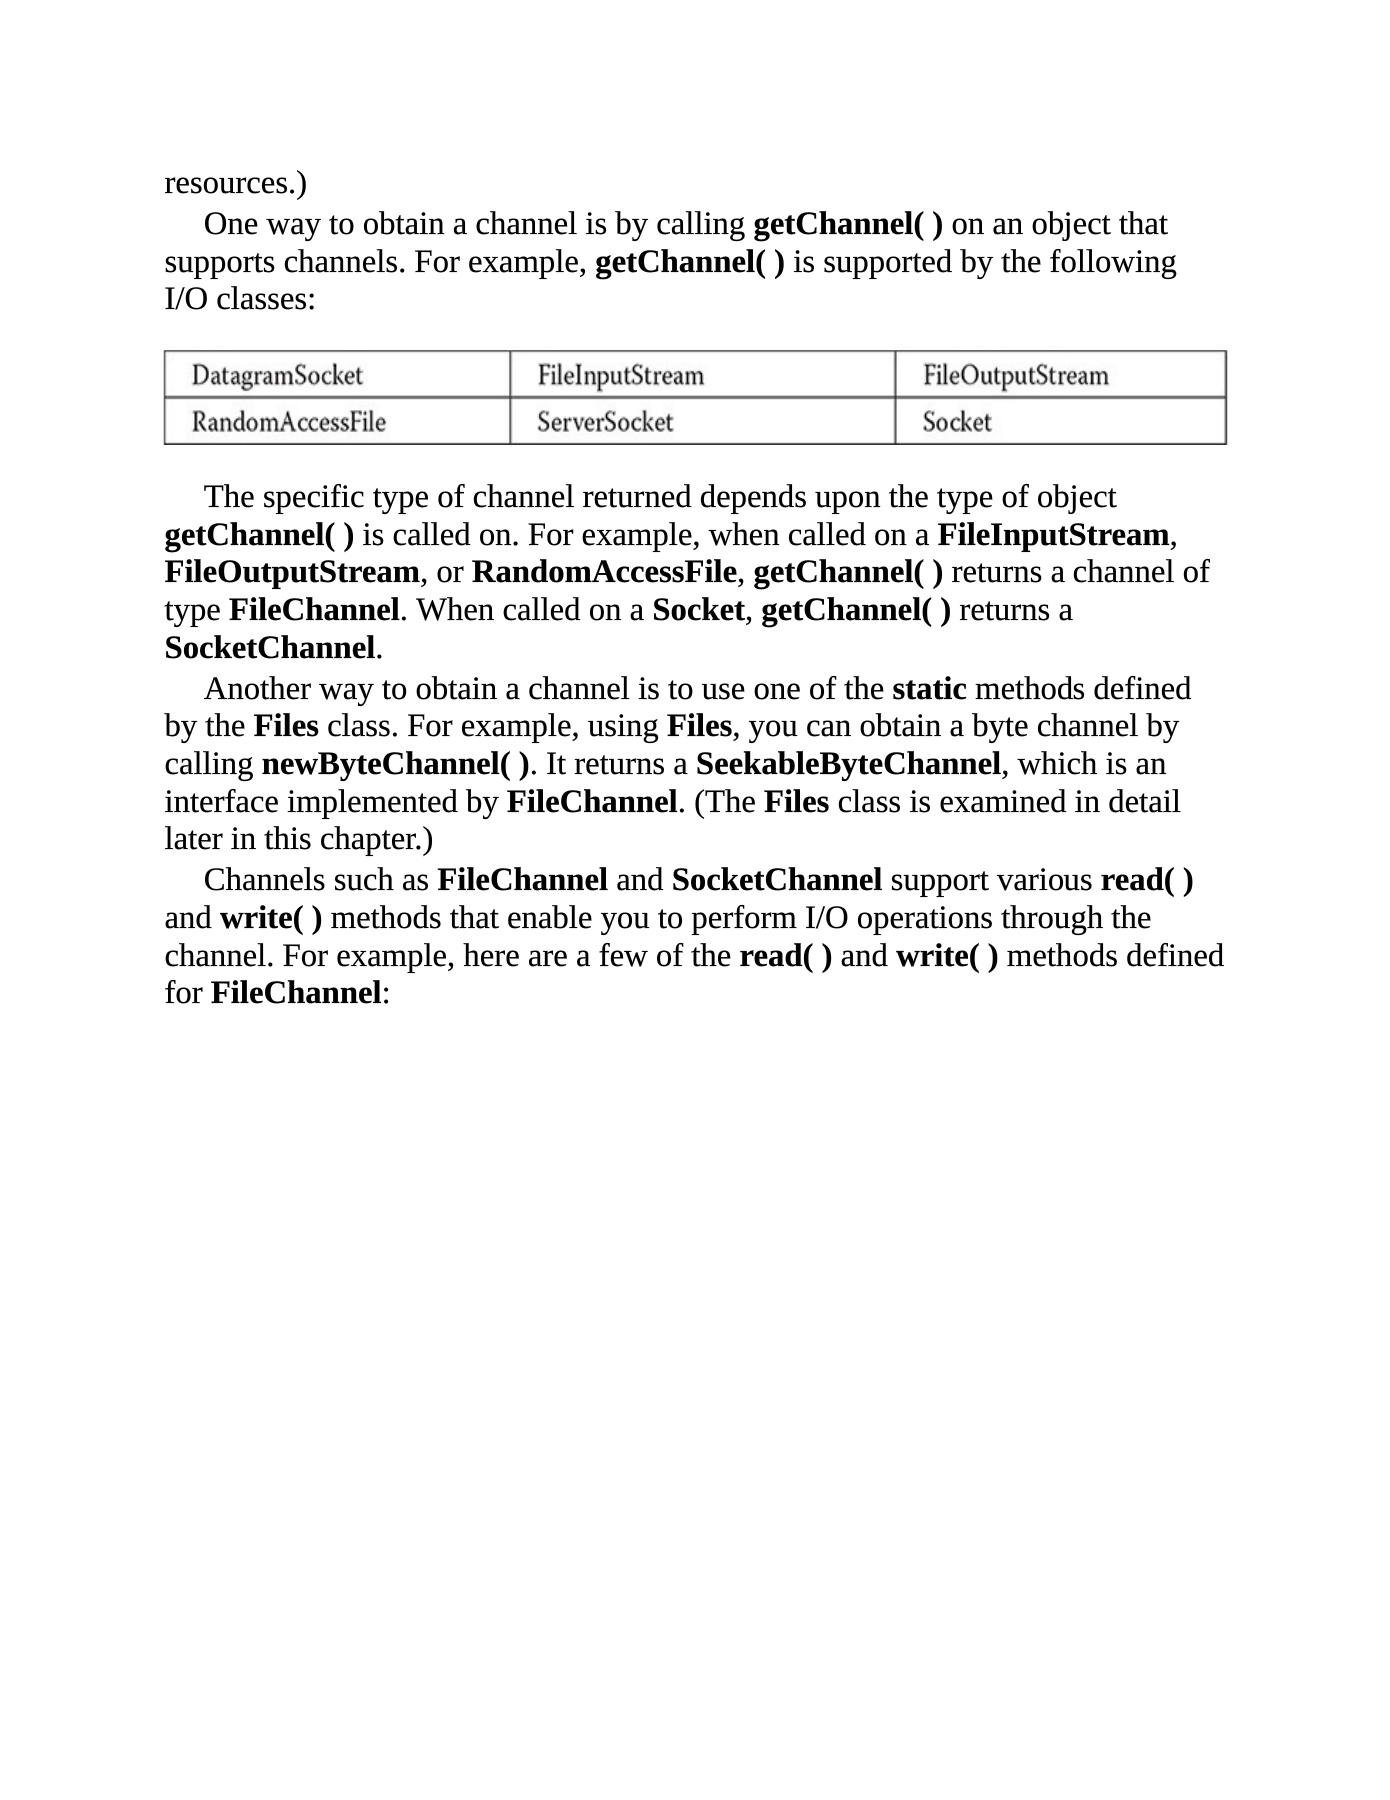 resources.)
One way to obtain a channel is by calling getChannel( ) on an object that
supports channels. For example, getChannel( ) is supported by the following
I/O classes:
DatagramSocket FileInputStream FileOutputStream
RandomAccessFile ServerSocket Socket
The specific type of channel returned depends upon the type of object
getChannel( ) is called on. For example, when called on a FileInputStream,
FileOutputStream, or RandomAccessFile, getChannel( ) returns a channel of
type FileChannel. When called on a Socket, getChannel( ) returns a
SocketChannel.
Another way to obtain a channel is to use one of the static methods defined
by the Files class. For example, using Files, you can obtain a byte channel by
calling newByteChannel( ). It returns a SeekableByteChannel, which is an
interface implemented by FileChannel. (The Files class is examined in detail
later in this chapter.)
Channels such as FileChannel and SocketChannel support various read( )
and write( ) methods that enable you to perform I/O operations through the
channel. For example, here are a few of the read( ) and write( ) methods defined
for FileChannel: